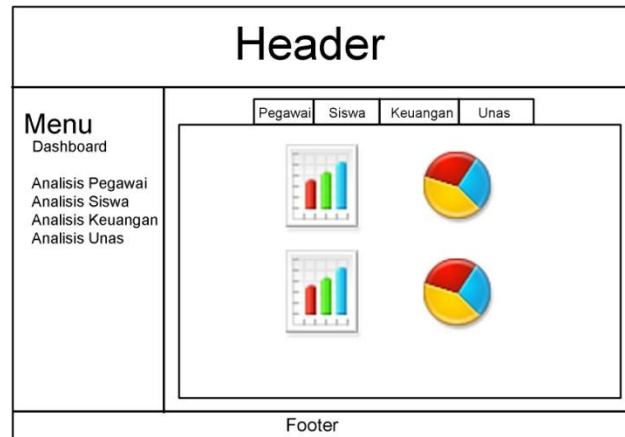 Header
Menu
Dashboard
Analisis Pegawai
Analisis Siswa
Analisis Keuangan
Analisis Unas
Pegawai Siswa Keuangan Unas
Footer